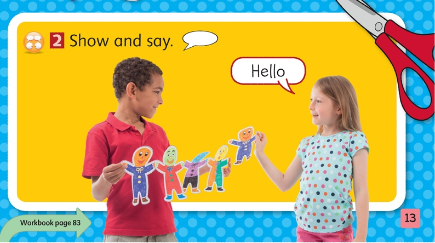 2 Show and say.
Hello
Workbook page 83
13